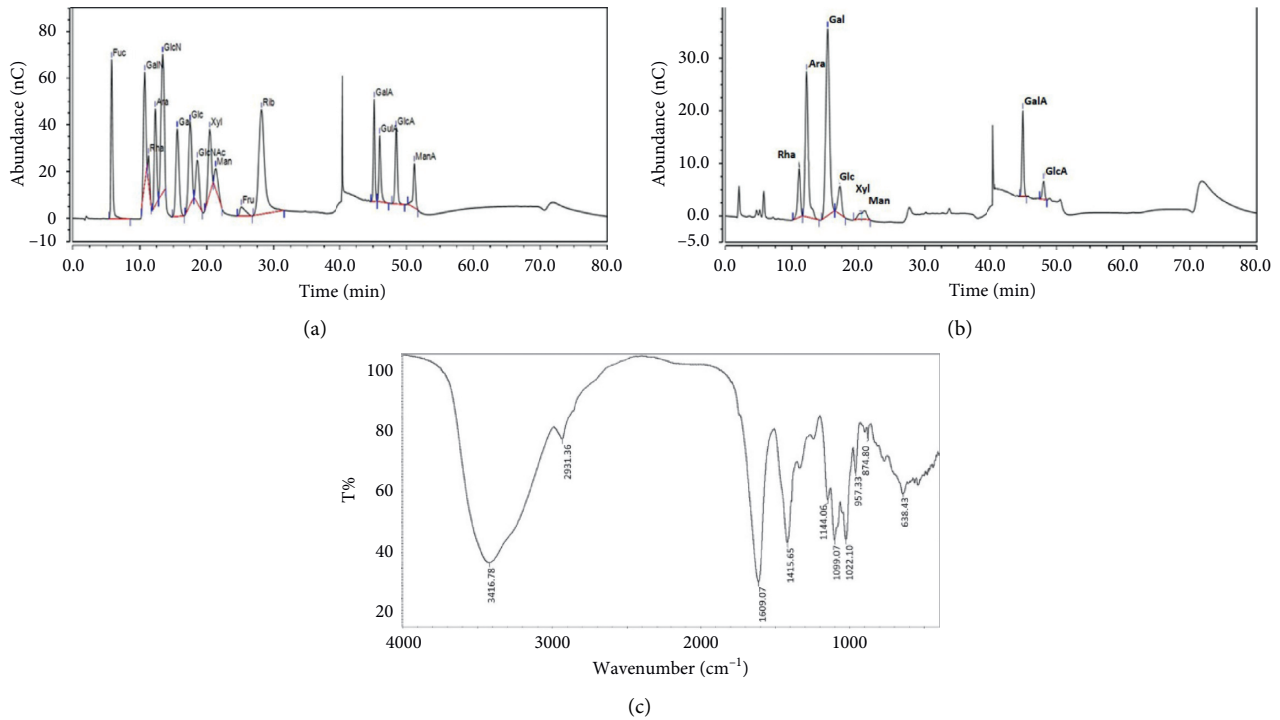 80
60
40
20
0
−10
Abundance (nC)
Fuc
GalN
Ara
Rha
GlcN
Ga
Glc
GlcNAc
Xyl
Man
Fru
Rib
GalA
GulA
GlcA
ManA
0.0 10.0 20.0 30.0 40.0 50.0 60.0 70.0 80.0
Time (min)
(a)
30.0
20.0
10.0
0.0
−5.0
Abundance (nC)
Rha
Ara
Gal
Glc
Xyl
Man
GalA
GlcA
0.0 10.0 20.0 30.0 40.0 50.0 60.0 70.0 80.0
Time (min)
(b)
100
80
60
40
20
T%
3416.78
2931.36
1609.07
1415.65
1144.06
1099.07
1022.10
957.33
874.80
638.43
4000 3000 2000 1000
Wavenumber (cm⁻¹)
(c)